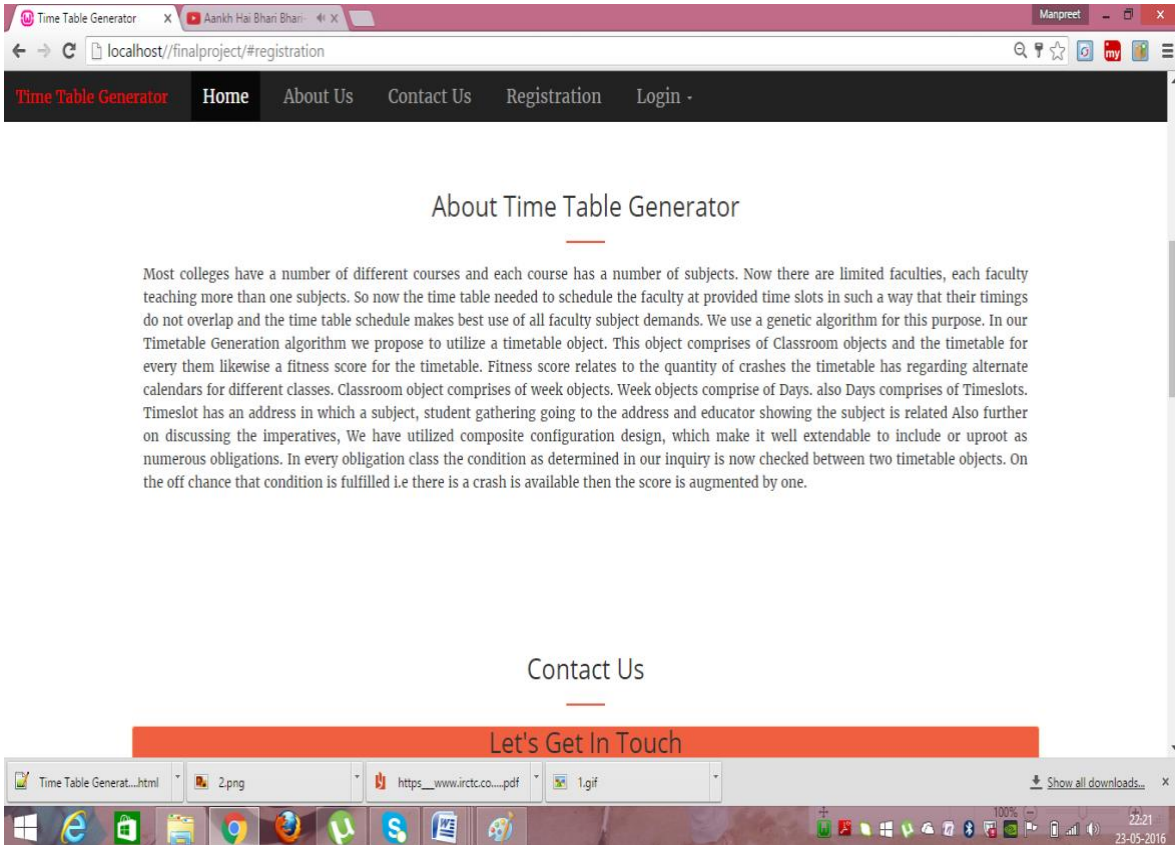 Time Table Generator
Aankh Hai Bhari Bhari-
Manpreet
localhost//finalproject/#registration
my
Time Table Generator Home About Us Contact Us Registration Login
About Time Table Generator
Most colleges have a number of different courses and each course has a number of subjects. Now there are limited faculties, each faculty
teaching more than one subjects. So now the time table needed to schedule the faculty at provided time slots in such a way that their timings
do not overlap and the time table schedule makes best use of all faculty subject demands. We use a genetic algorithm for this purpose. In our
Timetable Generation algorithm we propose to utilize a timetable object. This object comprises of Classroom objects and the timetable for
every them likewise a fitness score for the timetable. Fitness score relates to the quantity of crashes the timetable has regarding alternate
calendars for different classes. Classroom object comprises of week objects. Week objects comprise of Days. also Days comprises of Timeslots.
Timeslot has an address in which a subject, student gathering going to the address and educator showing the subject is related Also further
on discussing the imperatives, We have utilized composite configuration design, which make it well extendable to include or uproot as
numerous obligations. In every obligation class the condition as determined in our inquiry is now checked between two timetable objects. On
the off chance that condition is fulfilled i.e there is a crash is available then the score is augmented by one.
Contact Us
Let's Get In Touch
Time Table Generat....html
2.png
https__www.irctc.co.....pdf
1.gif
Show all downloads...
100%
22:21
23-05-2016